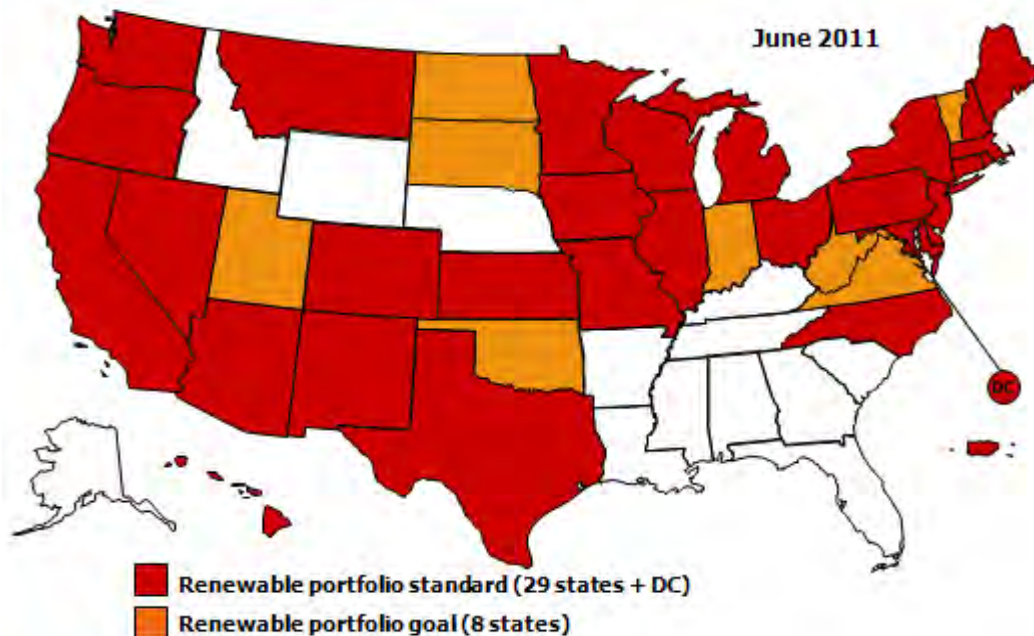 June 2011
DC
Renewable portfolio standard (29 states + DC)
Renewable portfolio goal (8 states)